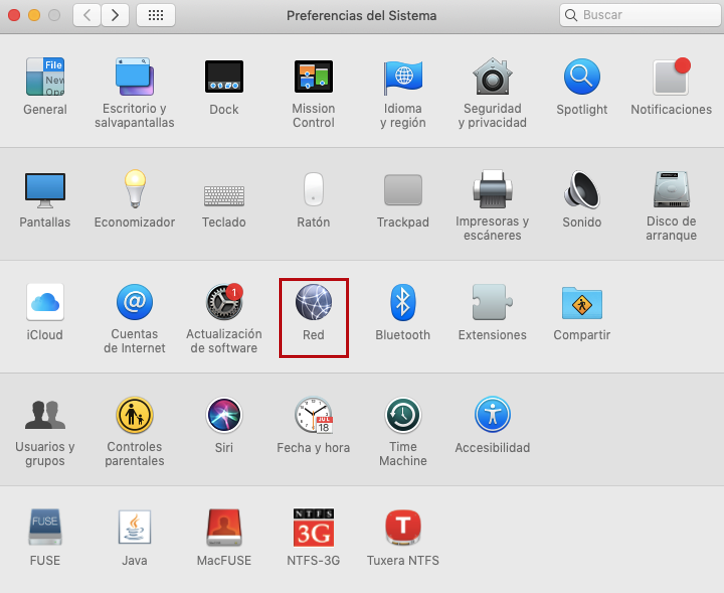 Preferencias del Sistema
Buscar
File
New
Ope
General
Escritorio y
salvapantallas
Dock
Mission
Control
Idioma
y región
Seguridad
y privacidad
Spotlight
Notificaciones
Pantallas
Economizador
Teclado
Ratón
Trackpad
Impresoras y
escáneres
Sonido
Disco de
arranque
iCloud
@
Cuentas
de Internet
1
Actualización
de software
Red
Bluetooth
Extensiones
Compartir
Usuarios y
grupos
Controles
parentales
Siri
JUL
18
Fecha y hora
Time
Machine
Accesibilidad
FUSE
FUSE
Java
MacFUSE
NTFS
3G
NTFS-3G
T
Tuxera NTFS